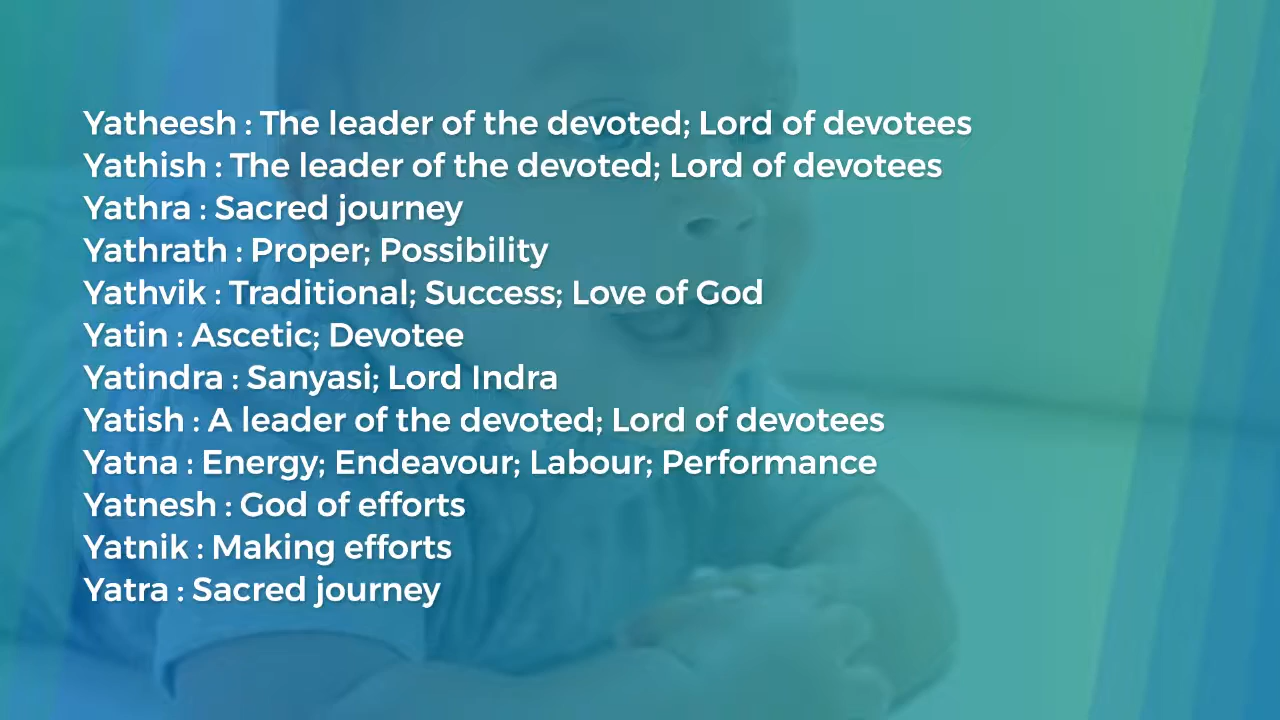 Yatheesh : The leader of the devoted; Lord of devotees
Yathish : The leader of the devoted; Lord of devotees
Yathra : Sacred journey
Yathrath : Proper; Possibility
Yathvik : Traditional; Success; Love of God
Yatin : Ascetic; Devotee
Yatindra : Sanyasi; Lord Indra
Yatish : A leader of the devoted; Lord of devotees
Yatna : Energy; Endeavour; Labour; Performance
Yatnesh : God of efforts
Yatnik : Making efforts
Yatra : Sacred journey